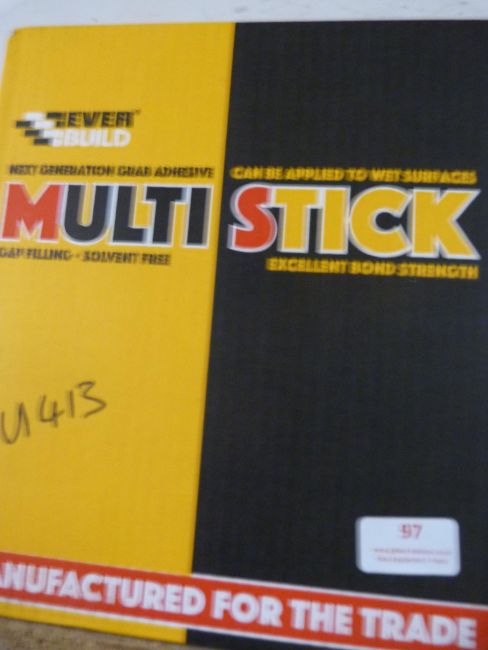 EVER
BUILD
NEXT GENERATION GRAB ADHESIVE
CAN BE APPLIED TO WET SURFACES
MULTI STICK
GAP FILLING · SOLVENT FREE
EXCELLENT BOND STRENGTH
U413
97
MANUFACTURED FOR THE TRADE